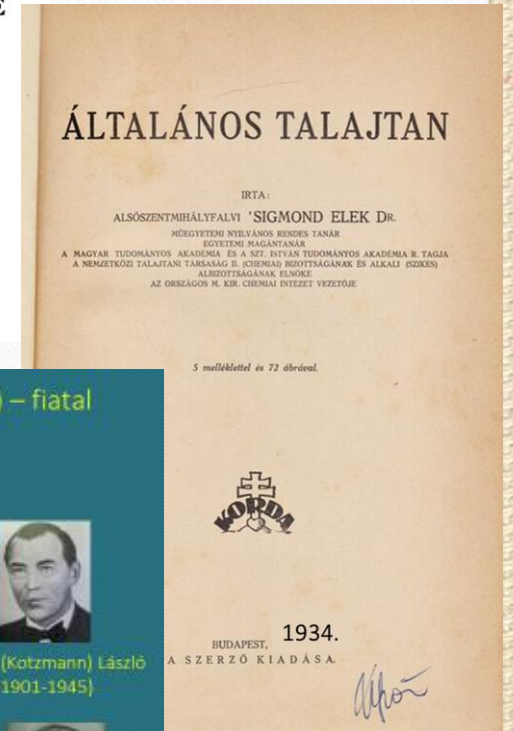 E
ÁLTALÁNOS TALAJTAN
IRTA:
ALSÓSZENTMIHÁLYFALVI 'SIGMOND ELEK DR.
MŰEGYETEMI NYILVÁNOS RENDES TANÁR
EGYETEMI MAGÁNTANÁR
A MAGYAR TUDOMÁNYOS AKADÉMIA ÉS A SZT. ISTVÁN TUDOMÁNYOS AKADÉMIA R. TAGJA
A NEMZETKÖZI TALAJTANI TÁRSASÁG II. (CHEMIAI) BIZOTTSÁGÁNAK ÉS ALKALI (SZIKES)
ALBIZOTTSÁGÁNAK ELNÖKE
AZ ORSZÁGOS M. KIR. CHEMIAI INTÉZET VEZETŐJE
5 melléklettel és 72 ábrával.
KORDA
BUDAPEST, 1934.
A SZERZŐ KIADÁSA.
) – fiatal
(Kotzmann) László
1901-1945)